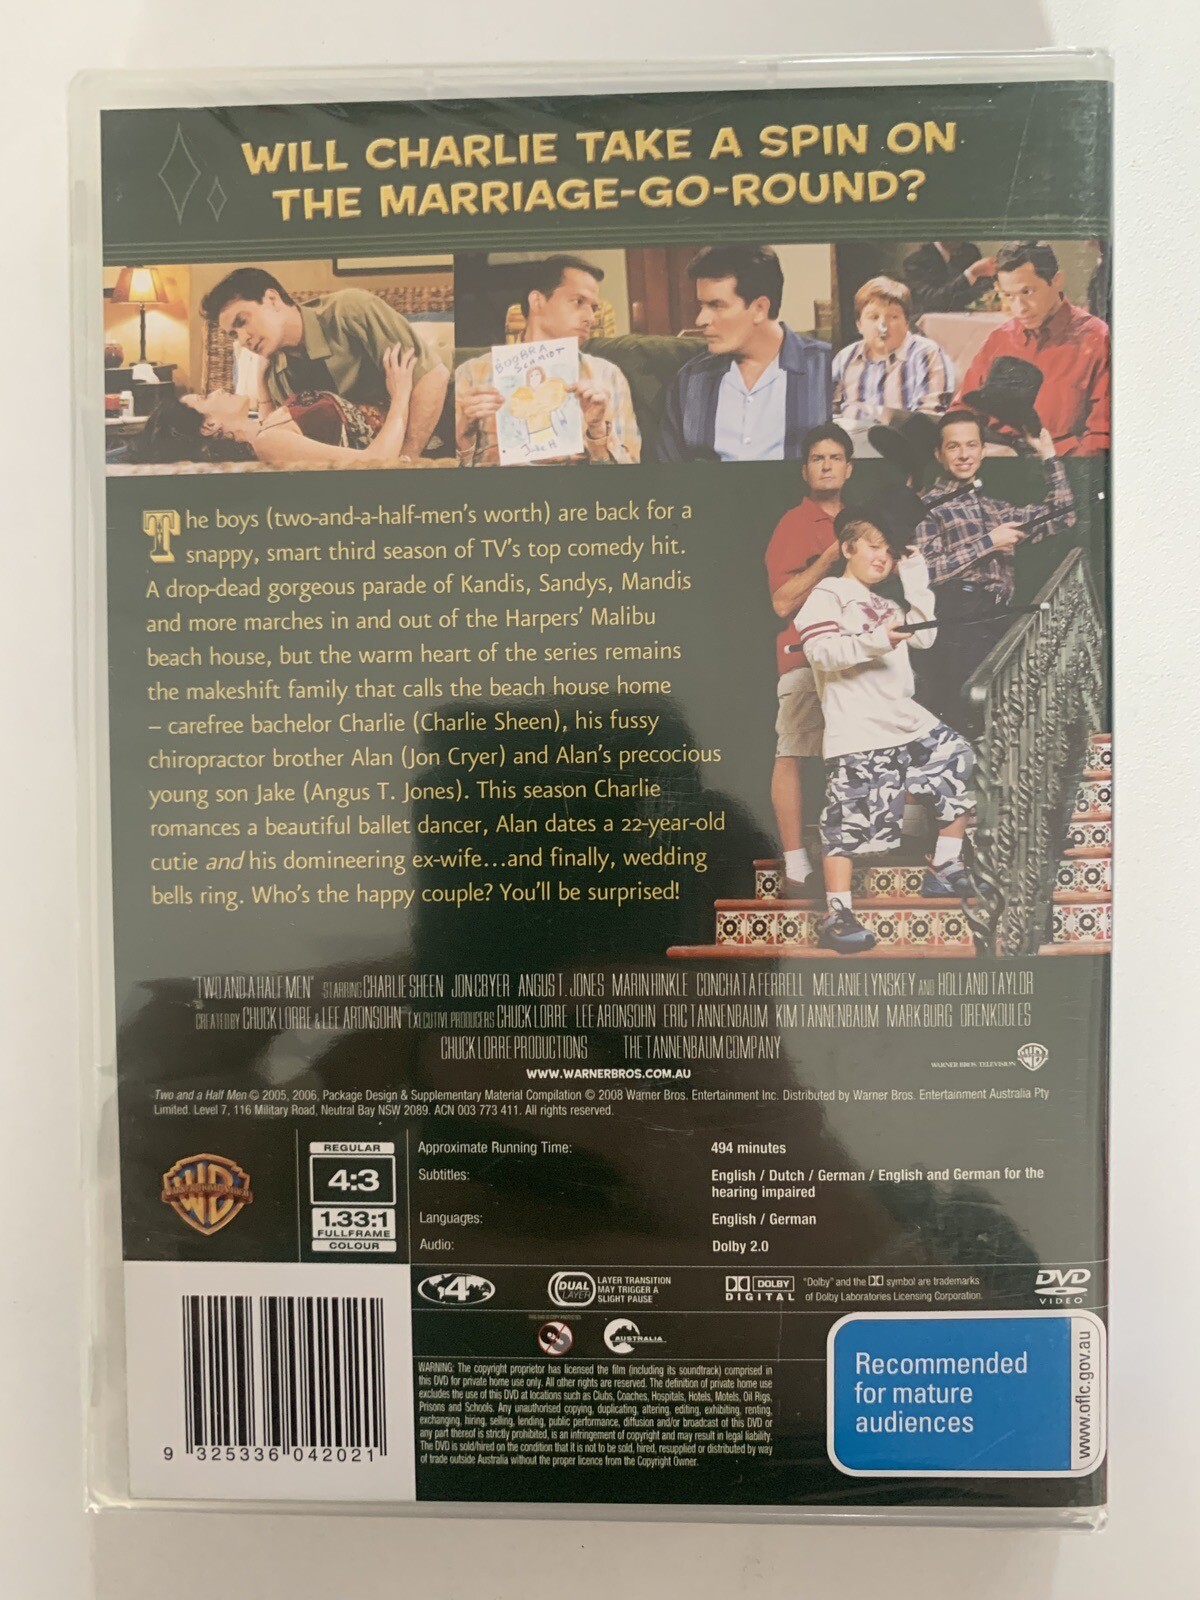 WILL CHARLIE TAKE A SPIN ON
THE MARRIAGE-GO-ROUND?
BOOBRA
SCHMIDT
Jake H
The boys (two-and-a-half-men's worth) are back for a
snappy, smart third season of TV's top comedy hit.
A drop-dead gorgeous parade of Kandis, Sandys, Mandis
and more marches in and out of the Harpers' Malibu
beach house, but the warm heart of the series remains
the makeshift family that calls the beach house home
– carefree bachelor Charlie (Charlie Sheen), his fussy
chiropractor brother Alan (Jon Cryer) and Alan's precocious
young son Jake (Angus T. Jones). This season Charlie
romances a beautiful ballet dancer, Alan dates a 22-year-old
cutie and his domineering ex-wife...and finally, wedding
bells ring. Who's the happy couple? You'll be surprised!
"TWO AND A HALF MEN" STARRING CHARLIE SHEEN JON CRYER ANGUS T. JONES MARIN HINKLE CONCHATA FERRELL MELANIE LYNSKEY AND HOLLAND TAYLOR
CREATED BY CHUCK LORRE & LEE ARONSOHN EXECUTIVE PRODUCERS CHUCK LORRE LEE ARONSOHN ERIC TANNENBAUM KIM TANNENBAUM MARK BURG OREN KOULES
CHUCK LORRE PRODUCTIONS THE TANNENBAUM COMPANY
WARNER BROS. TELEVISION
WWW.WARNERBROS.COM.AU
Two and a Half Men © 2005, 2006, Package Design & Supplementary Material Compilation © 2008 Warner Bros. Entertainment Inc. Distributed by Warner Bros. Entertainment Australia Pty
Limited. Level 7, 116 Military Road, Neutral Bay NSW 2089. ACN 003 773 411. All rights reserved.
REGULAR
4:3
1.33:1
FULLFRAME
COLOUR
Approximate Running Time: 494 minutes
Subtitles: English / Dutch / German / English and German for the
hearing impaired
Languages: English / German
Audio: Dolby 2.0
4
DUAL
LAYER
LAYER TRANSITION
MAY TRIGGER A
SLIGHT PAUSE
DOLBY
DIGITAL
"Dolby" and the symbol are trademarks
of Dolby Laboratories Licensing Corporation.
DVD
VIDEO
AUSTRALIA
WARNING: The copyright proprietor has licensed the film (including its soundtrack) comprised in
this DVD for private home use only. All other rights are reserved. The definition of private home use
excludes the use of this DVD at locations such as Clubs, Coaches, Hospitals, Hotels, Motels, Oil Rigs,
Prisons and Schools. Any unauthorised copying, duplicating, altering, editing, exhibiting, renting,
exchanging, hiring, selling, lending, public performance, diffusion and/or broadcast of this DVD or
any part thereof is strictly prohibited, is an infringement of copyright and may result in legal liability.
The DVD is sold/hired on the condition that it is not to be sold, hired, resupplied or distributed by way
of trade outside Australia without the proper licence from the Copyright Owner.
9 325336 042021
Recommended
for mature
audiences
www.oflc.gov.au